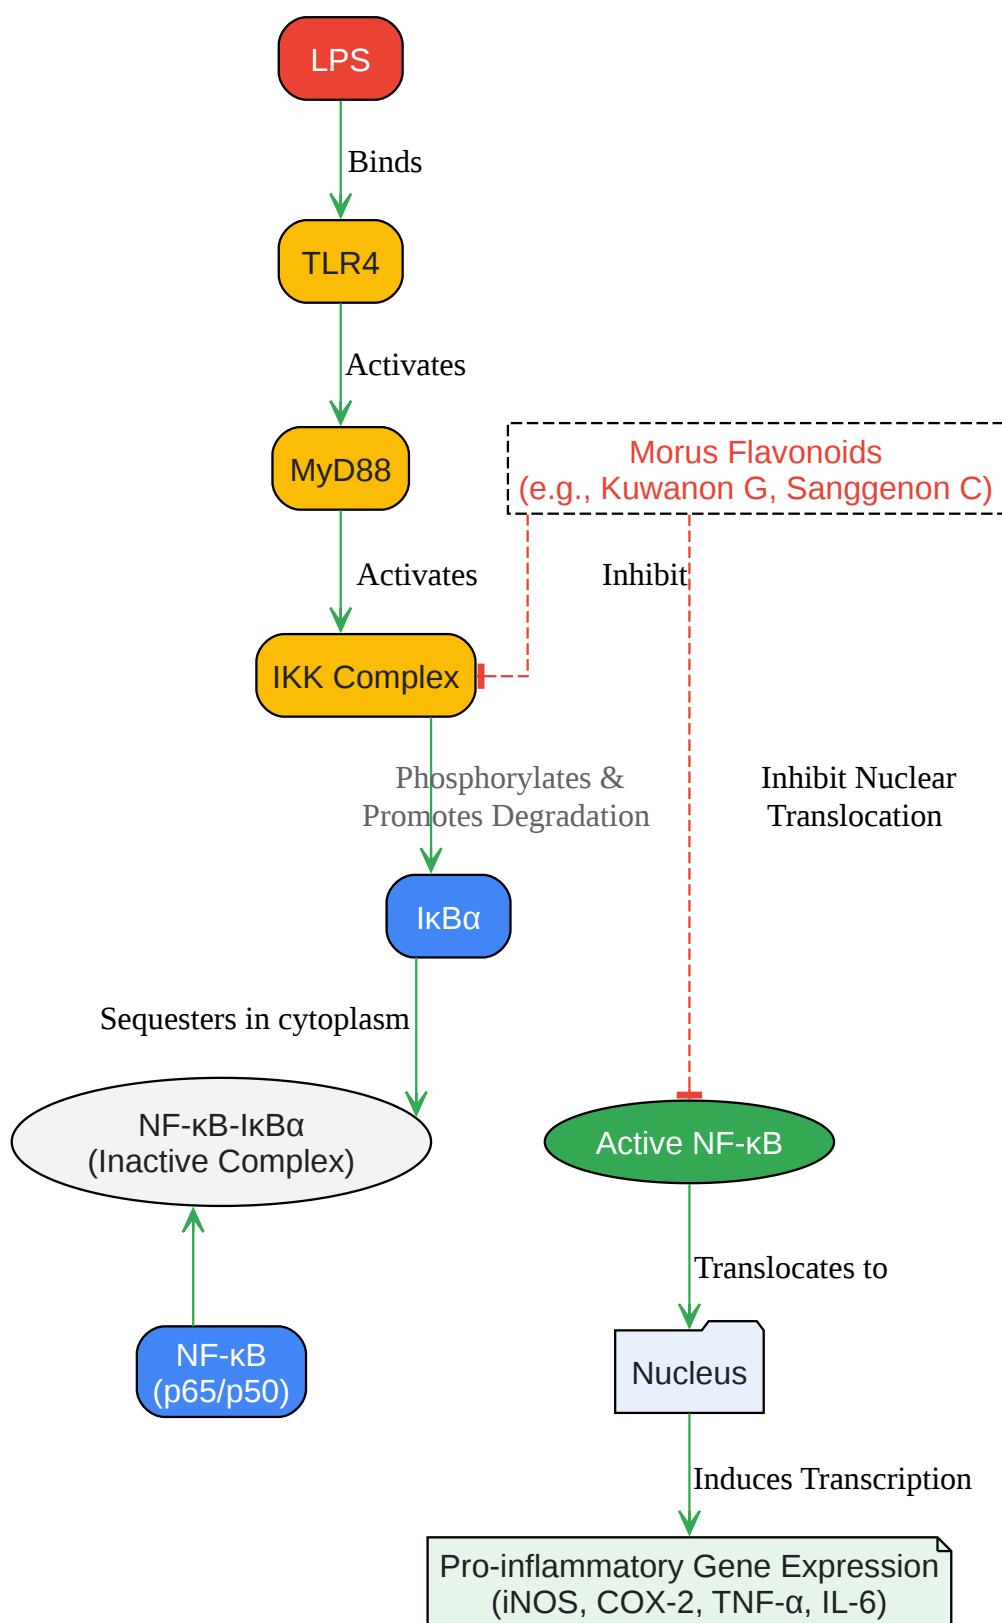 LPS
Binds
TLR4
Activates
MyD88
Morus Flavonoids
(e.g., Kuwanon G, Sanggenon C)
Activates
Inhibit
IKK Complex
Phosphorylates &
Promotes Degradation
Inhibit Nuclear
Translocation
IκBα
Sequesters in cytoplasm
NF-κB-IκBα
(Inactive Complex)
Active NF-κB
Translocates to
NF-κB
(p65/p50)
Nucleus
Induces Transcription
Pro-inflammatory Gene Expression
(iNOS, COX-2, TNF-α, IL-6)